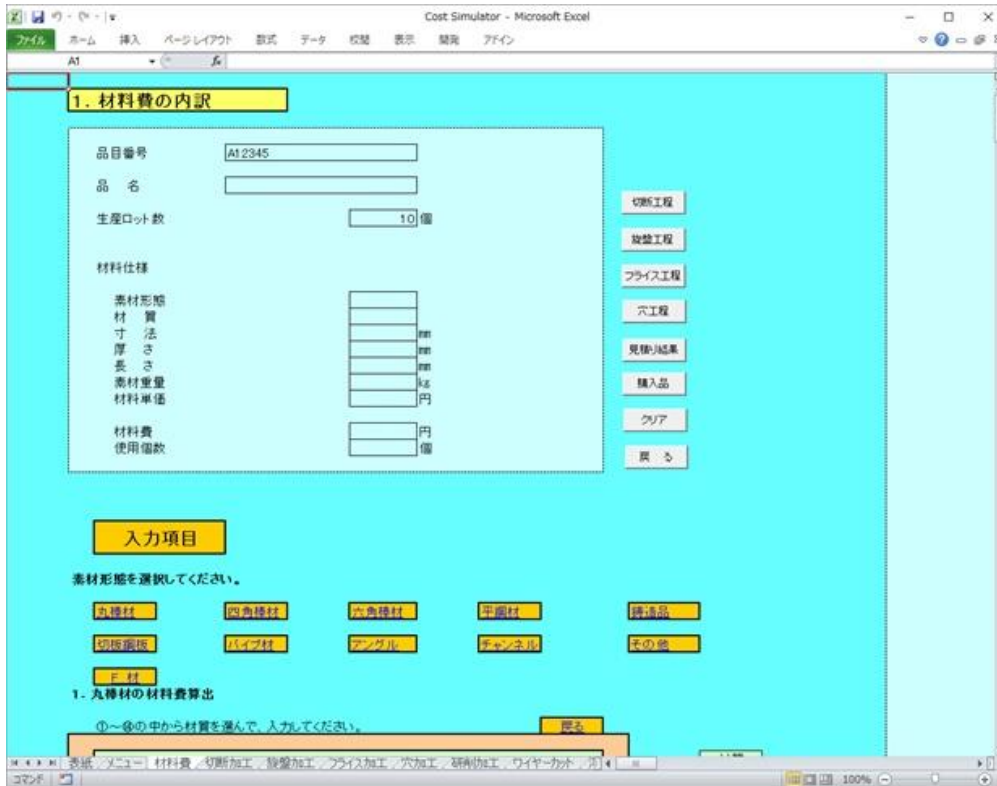 Cost Simulator - Microsoft Excel
ファイル ホーム 挿入 ページ レイアウト 数式 データ 校閲 表示 開発 アドイン
A1 fx
1. 材料費の内訳
品目番号 A12345
品 名
生産ロット数 10 個
切断工程
旋盤工程
材料仕様
フライス工程
素材形態
穴工程
材 質
寸 法 mm
厚 さ mm
見積り結果
長 さ mm
素材重量 kg
購入品
材料単価 円
クリア
材料費 円
使用個数 個
戻 る
入力項目
素材形態を選択してください。
丸棒材 四角棒材 六角棒材 平鋼材 鋳造品
切板鋼板 パイプ材 アングル チャンネル その他
F 材
1. 丸棒材の材料費算出
の中から材質を選んで、入力してください。 戻る
表紙 メニュー 材料費 切断加工 旋盤加工 フライス加工 穴加工 研削加工 ワイヤーカット
コマンド 100%